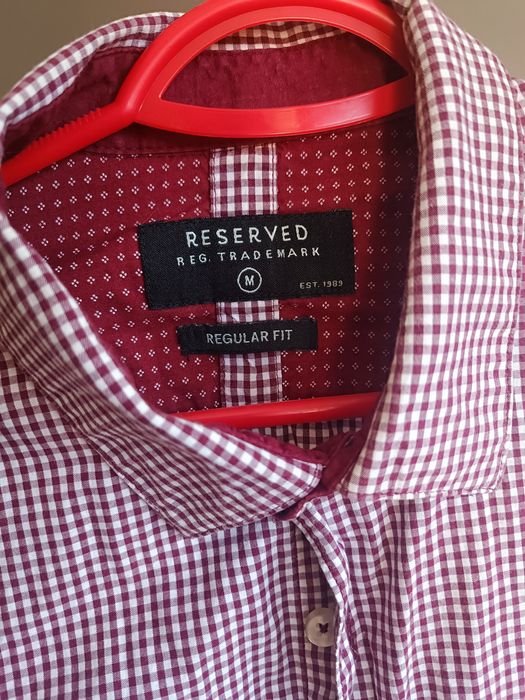 RESERVED
REG. TRADEMARK
M
EST. 1989
REGULAR FIT